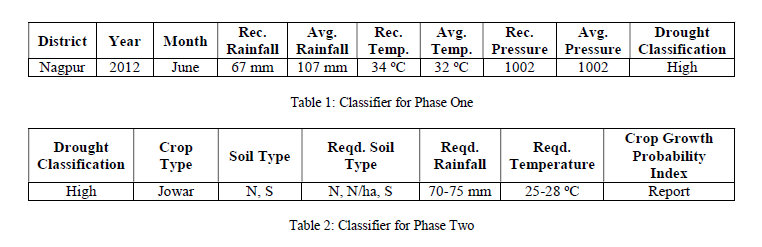 District Year Month Rec. Rainfall Avg. Rainfall Rec. Temp. Avg. Temp. Rec. Pressure Avg. Pressure Drought Classification
Nagpur 2012 June 67 mm 107 mm 34 °C 32 °C 1002 1002 High
Table 1: Classifier for Phase One
Drought Classification Crop Type Soil Type Reqd. Soil Type Reqd. Rainfall Reqd. Temperature Crop Growth Probability Index
High Jowar N, S N, N/ha, S 70-75 mm 25-28 °C Report
Table 2: Classifier for Phase Two